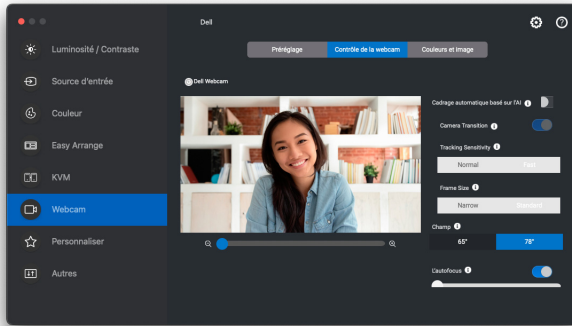 Dell
Luminosité / Contraste
Source d'entrée
Couleur
Easy Arrange
KVM
Webcam
Personnaliser
Autres
Préréglage
Contrôle de la webcam
Couleurs et image
Dell Webcam
Cadrage automatique basé sur l'AI
Camera Transition
Tracking Sensitivity
Normal Fast
Frame Size
Narrow Standard
Champ
65° 78°
L'autofocus